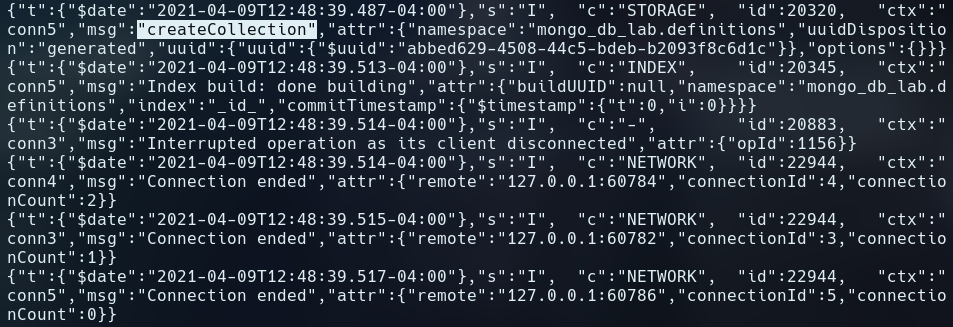 {"t":{"$date":"2021-04-09T12:48:39.487-04:00"},"s":"I",  "c":"STORAGE",  "id":20320,   "ctx":"
conn5","msg":"createCollection","attr":{"namespace":"mongo_db_lab.definitions","uuidDispositio
n":"generated","uuid":{"uuid":{"$uuid":"abbed629-4508-44c5-bdeb-b2093f8c6d1c"}},"options":{}}}
{"t":{"$date":"2021-04-09T12:48:39.513-04:00"},"s":"I",  "c":"INDEX",    "id":20345,   "ctx":"
conn5","msg":"Index build: done building","attr":{"buildUUID":null,"namespace":"mongo_db_lab.d
efinitions","index":"_id_","commitTimestamp":{"$timestamp":{"t":0,"i":0}}}}
{"t":{"$date":"2021-04-09T12:48:39.514-04:00"},"s":"I",  "c":"-",        "id":20883,   "ctx":"
conn3","msg":"Interrupted operation as its client disconnected","attr":{"opId":1156}}
{"t":{"$date":"2021-04-09T12:48:39.514-04:00"},"s":"I",  "c":"NETWORK",  "id":22944,   "ctx":"
conn4","msg":"Connection ended","attr":{"remote":"127.0.0.1:60784","connectionId":4,"connectio
nCount":2}}
{"t":{"$date":"2021-04-09T12:48:39.515-04:00"},"s":"I",  "c":"NETWORK",  "id":22944,   "ctx":"
conn3","msg":"Connection ended","attr":{"remote":"127.0.0.1:60782","connectionId":3,"connectio
nCount":1}}
{"t":{"$date":"2021-04-09T12:48:39.517-04:00"},"s":"I",  "c":"NETWORK",  "id":22944,   "ctx":"
conn5","msg":"Connection ended","attr":{"remote":"127.0.0.1:60786","connectionId":5,"connectio
nCount":0}}